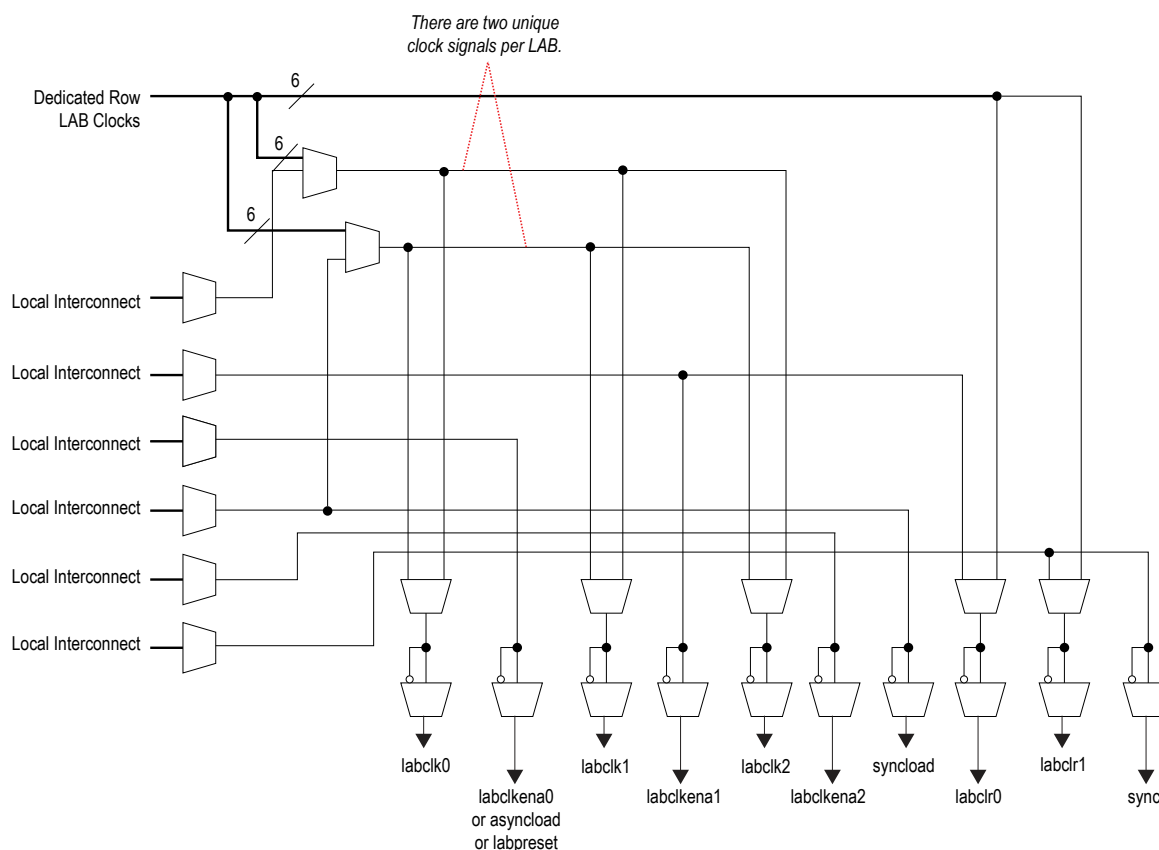 There are two unique
clock signals per LAB.
6
Dedicated Row
LAB Clocks
6
6
Local Interconnect
Local Interconnect
Local Interconnect
Local Interconnect
Local Interconnect
Local Interconnect
labclk0
labclk1
labclk2
syncload
labclr1
labclkena0
or asyncload
or labpreset
labclkena1
labclkena2
labclr0